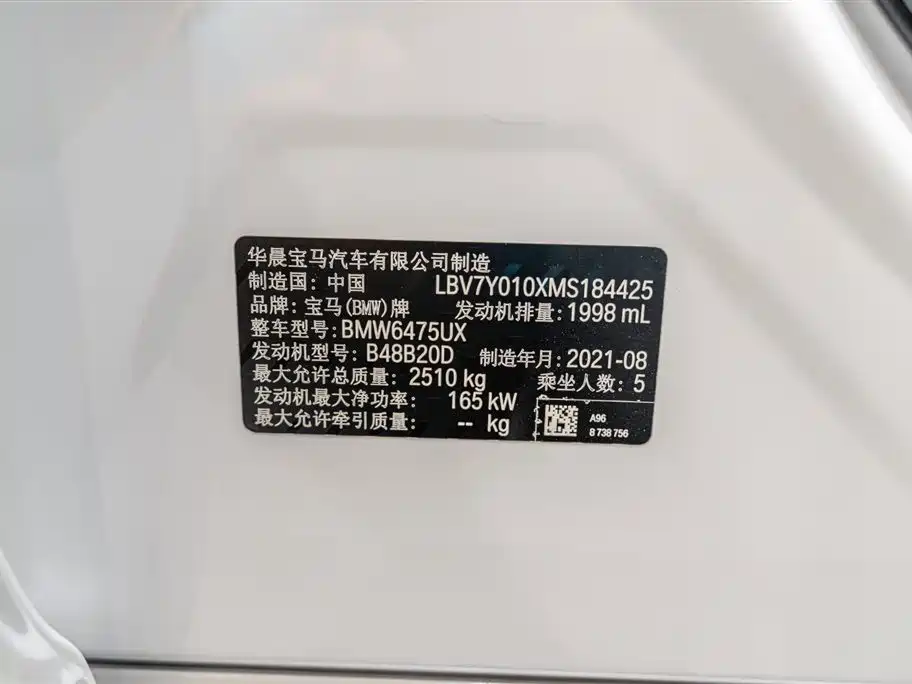 华晨宝马汽车有限公司制造
制造国：中国 LBV7Y010XMS184425
品牌：宝马(BMW)牌 发动机排量：1998 mL
整车型号：BMW6475UX
发动机型号：B48B20D 制造年月：2021-08
最大允许总质量：2510 kg 乘坐人数：5
发动机最大净功率：165 kW
最大允许牵引质量：-- kg
A96
8 738 756